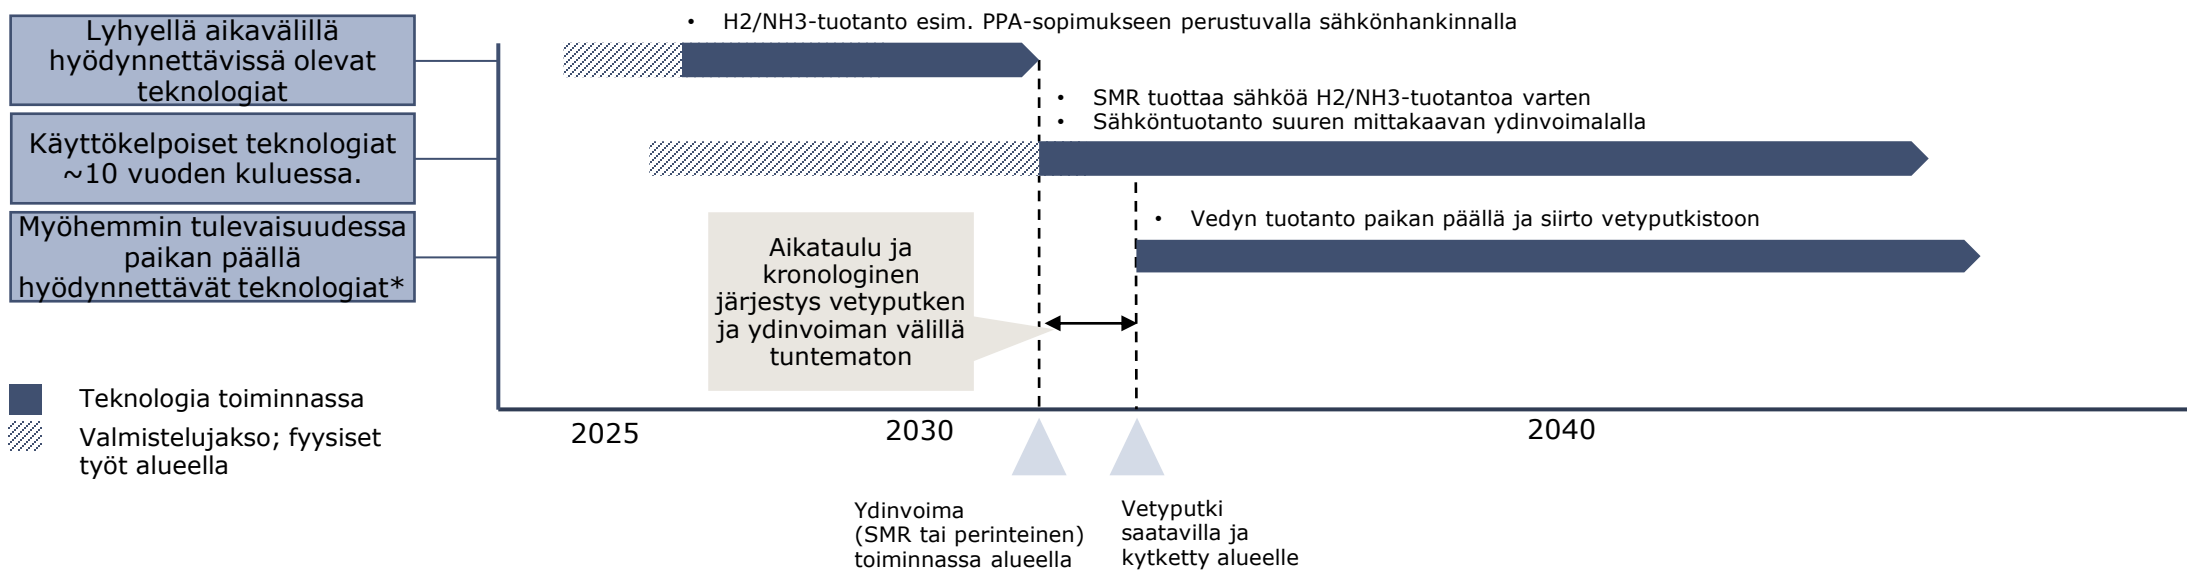 • H2/NH3-tuotanto esim. PPA-sopimukseen perustuvalla sähkönhankinnalla
Lyhyellä aikavälillä
hyödynnettävissä olevat
teknologiat
• SMR tuottaa sähköä H2/NH3-tuotantoa varten
• Sähköntuotanto suuren mittakaavan ydinvoimalalla
Käyttökelpoiset teknologiat
~10 vuoden kuluessa.
• Vedyn tuotanto paikan päällä ja siirto vetyputkistoon
Myöhemmin tulevaisuudessa
paikan päällä
hyödynnettävät teknologiat*
Aikataulu ja
kronologinen
järjestys vetyputken
ja ydinvoiman välillä
tuntematon
Teknologia toiminnassa
Valmistelujakso; fyysiset
työt alueella
2025
2030
2040
Ydinvoima
(SMR tai perinteinen)
toiminnassa alueella
Vetyputki
saatavilla ja
kytketty alueelle